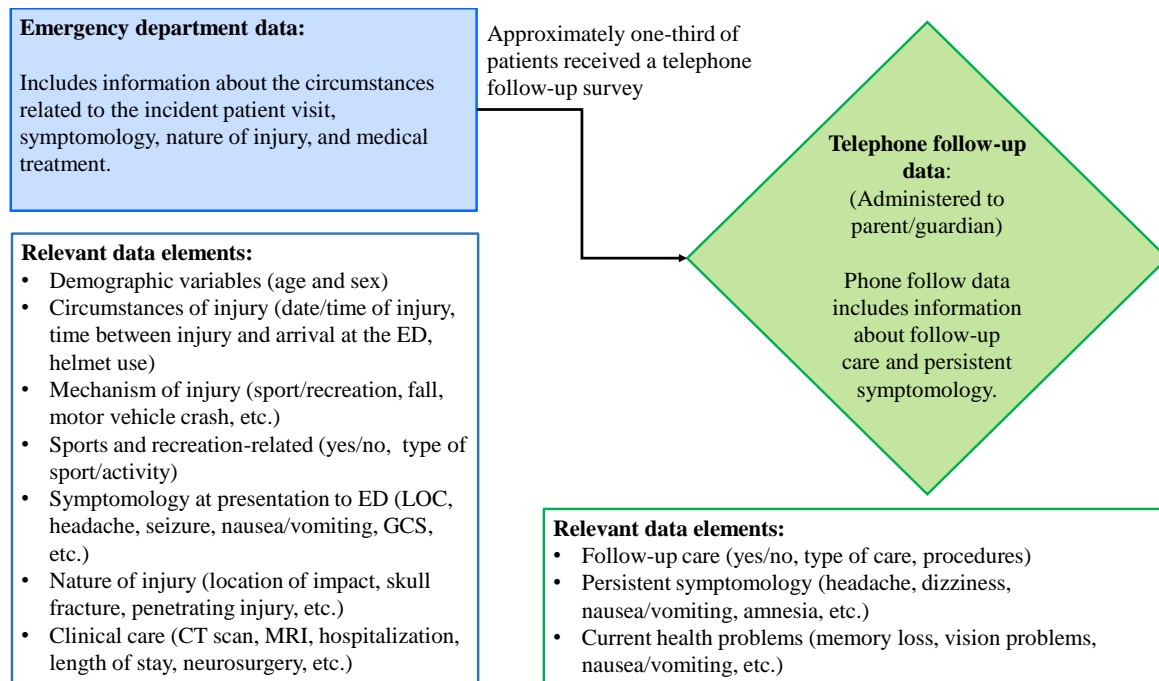 Emergency department data:
Includes information about the circumstances
related to the incident patient visit,
symptomology, nature of injury, and medical
treatment.
Approximately one-third of
patients received a telephone
follow-up survey
Telephone follow-up
data:
(Administered to
parent/guardian)
Phone follow data
includes information
about follow-up
care and persistent
symptomology.
Relevant data elements:
• Demographic variables (age and sex)
• Circumstances of injury (date/time of injury,
time between injury and arrival at the ED,
helmet use)
• Mechanism of injury (sport/recreation, fall,
motor vehicle crash, etc.)
• Sports and recreation-related (yes/no, type of
sport/activity)
• Symptomology at presentation to ED (LOC,
headache, seizure, nausea/vomiting, GCS,
etc.)
• Nature of injury (location of impact, skull
fracture, penetrating injury, etc.)
• Clinical care (CT scan, MRI, hospitalization,
length of stay, neurosurgery, etc.)
Relevant data elements:
• Follow-up care (yes/no, type of care, procedures)
• Persistent symptomology (headache, dizziness,
nausea/vomiting, amnesia, etc.)
• Current health problems (memory loss, vision problems,
nausea/vomiting, etc.)